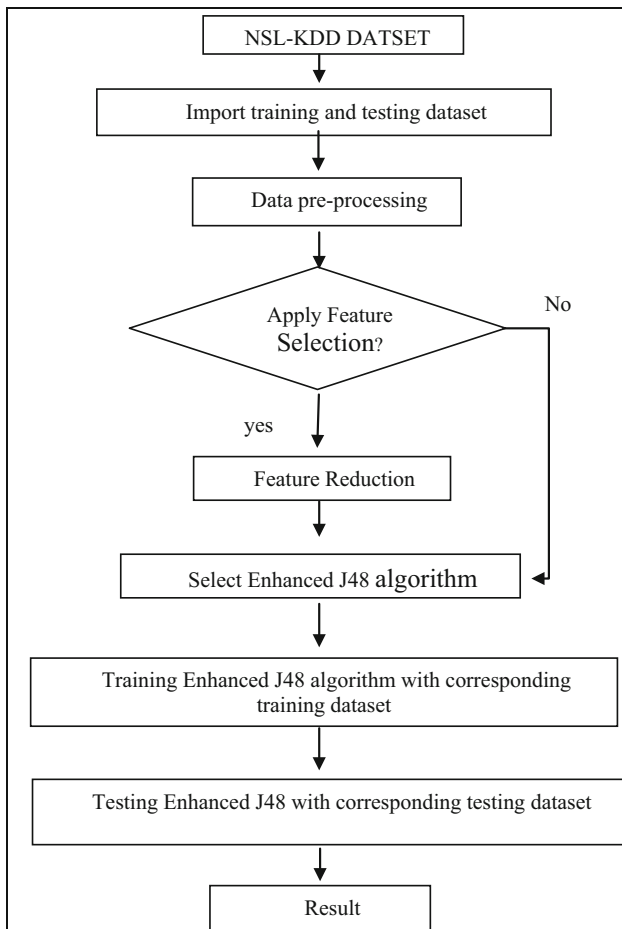 NSL-KDD DATSET
Import training and testing dataset
Data pre-processing
Apply Feature
Selection?
No
yes
Feature Reduction
Select Enhanced J48 algorithm
Training Enhanced J48 algorithm with corresponding
training dataset
Testing Enhanced J48 with corresponding testing dataset
Result